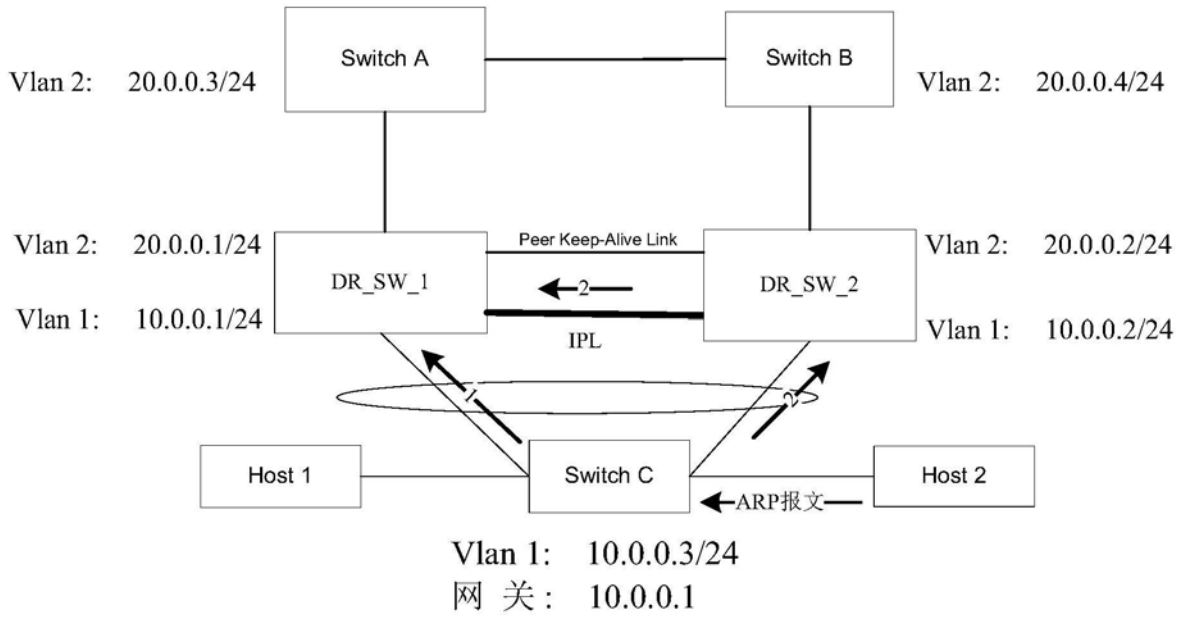 Switch A
Switch B
Vlan 2: 20.0.0.3/24
Vlan 2: 20.0.0.4/24
Vlan 2: 20.0.0.1/24
Peer Keep-Alive Link
Vlan 2: 20.0.0.2/24
DR_SW_1
2
DR_SW_2
Vlan 1: 10.0.0.1/24
IPL
Vlan 1: 10.0.0.2/24
1
2
Host 1
Switch C
Host 2
ARP报文
Vlan 1: 10.0.0.3/24
网 关: 10.0.0.1